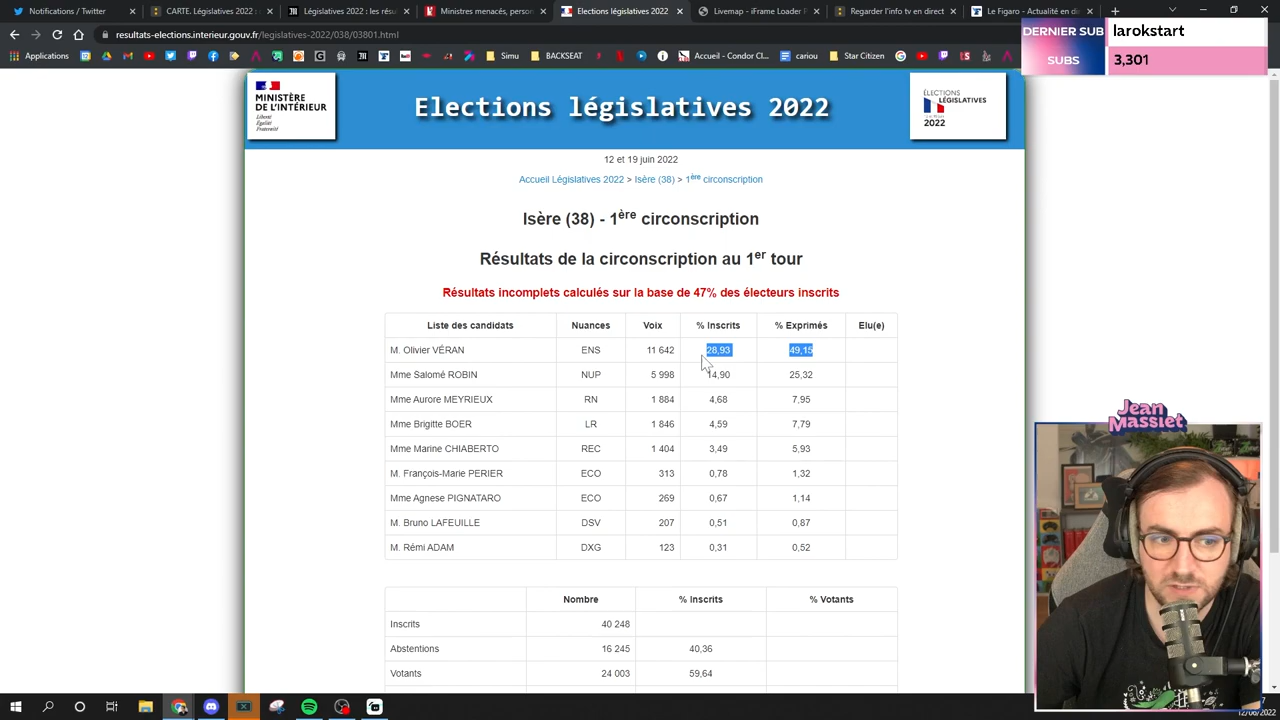 (1) Accueil / Twitter
CARTE. Législatives 2022 :
Législatives 2022 : les rés
Ministres menacés, person
Élections législatives 2022
Livemap - iframe Loader P
Regarder l'info tv en direct
Le Figaro - Actualités
resultats-elections.interieur.gouv.fr/legislatives-2022/038/03801.html
Applications
Simu
BACKSEAT
Accueil - Condor Cl...
cariou
Star Citizen
DERNIER SUB
larokstart
SUBS
3,301
MINISTÈRE
DE L'INTÉRIEUR
Liberté
Égalité
Fraternité
Elections législatives 2022
ÉLECTIONS
LÉGISLATIVES
2022
12 et 19 juin 2022
Accueil Législatives 2022 > Isère (38) > 1ère circonscription
Isère (38) - 1ère circonscription
Résultats de la circonscription au 1er tour
Résultats incomplets calculés sur la base de 47% des électeurs inscrits
Liste des candidats Nuances Voix % Inscrits % Exprimés Elu(e)
M. Olivier VÉRAN ENS 11 642 28,93 49,15
Mme Salomé ROBIN NUP 5 998 14,90 25,32
Mme Aurore MEYRIEUX RN 1 884 4,68 7,95
Mme Brigitte BOER LR 1 846 4,59 7,79
Mme Marine CHIABERTO REC 1 404 3,49 5,93
M. François-Marie PERIER ECO 313 0,78 1,32
Mme Agnese PIGNATARO ECO 269 0,67 1,14
M. Bruno LAFEUILLE DSV 207 0,51 0,87
M. Rémi ADAM DXG 123 0,31 0,52
Nombre % Inscrits % Votants
Inscrits 40 248
Abstentions 16 245 40,36
Votants 24 003 59,64
Jean
Massiet
12/06/2022